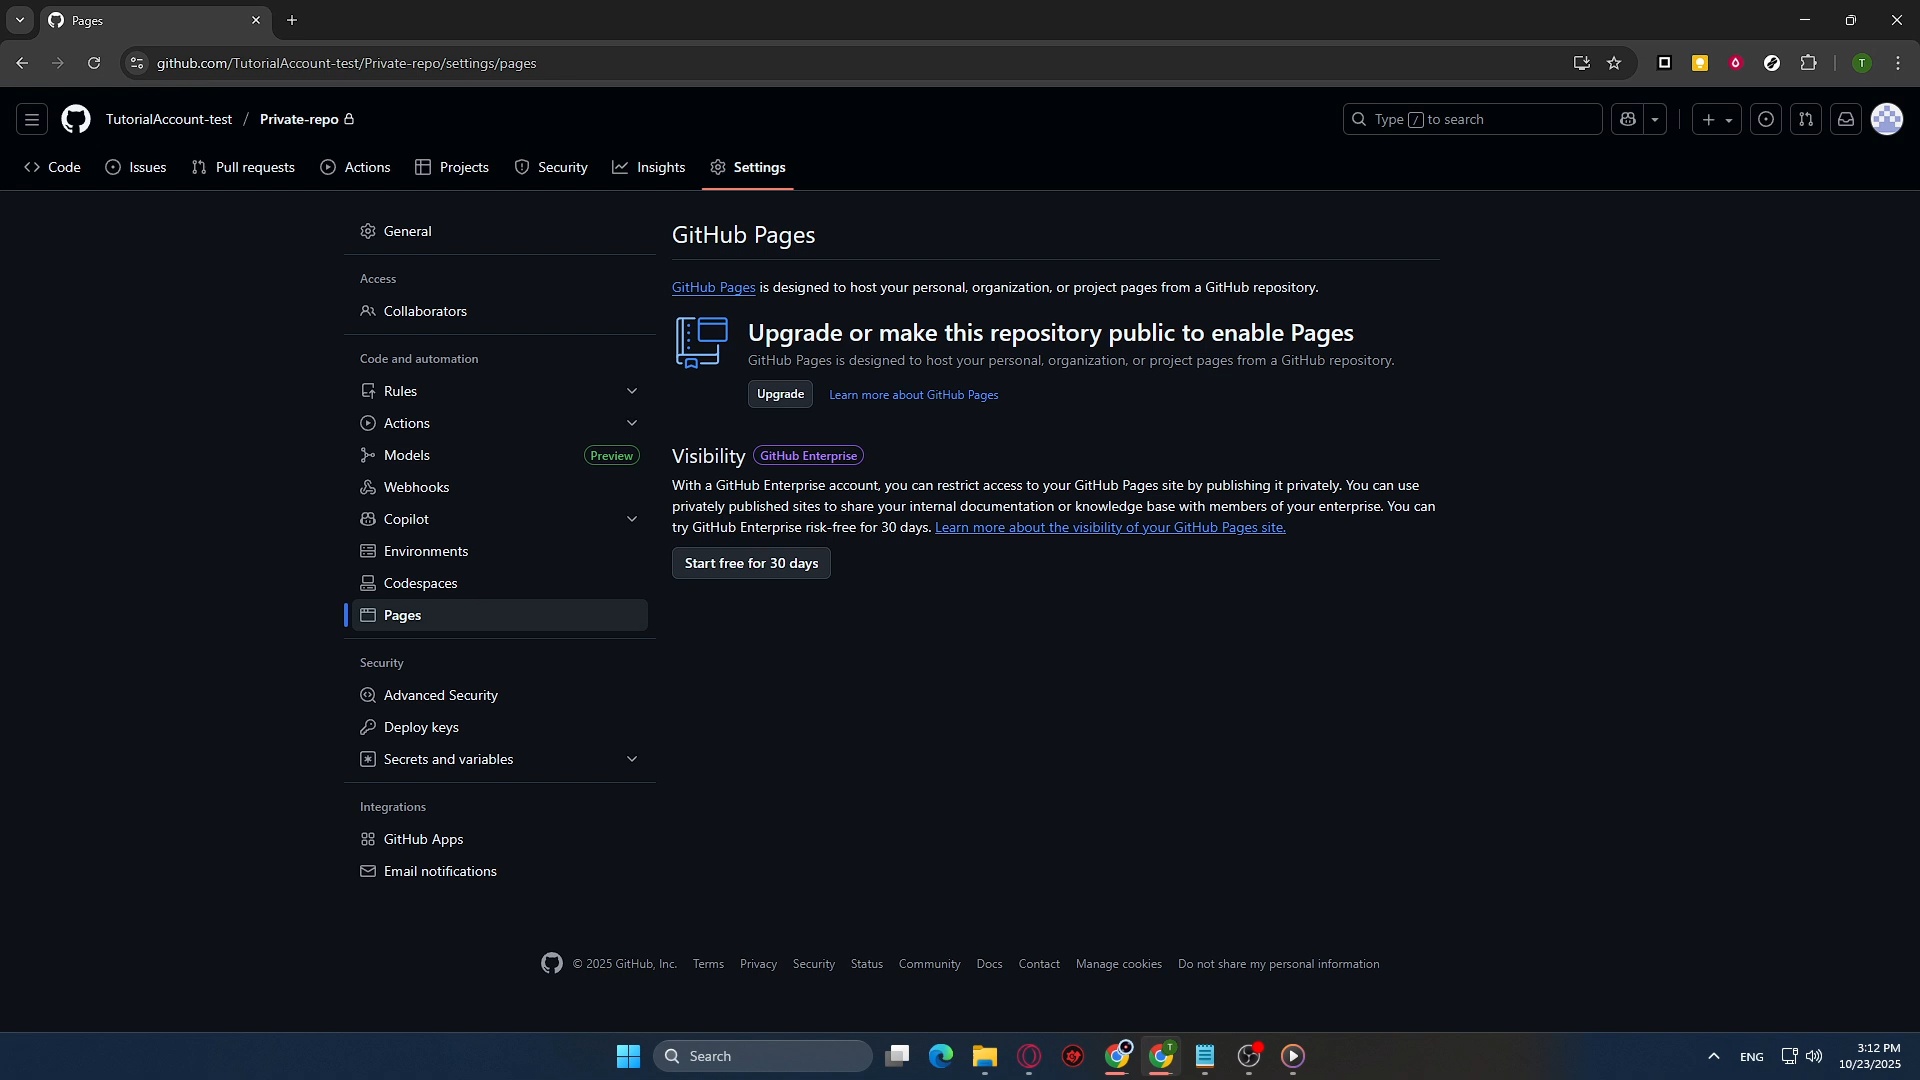 Pages
github.com/TutorialAccount-test/Private-repo/settings/pages
T
TutorialAccount-test / Private-repo
Type / to search
Code
Issues
Pull requests
Actions
Projects
Security
Insights
Settings
General
Access
Collaborators
Code and automation
Rules
Actions
Models
Preview
Webhooks
Copilot
Environments
Codespaces
Pages
Security
Advanced Security
Deploy keys
Secrets and variables
Integrations
GitHub Apps
Email notifications
GitHub Pages
GitHub Pages is designed to host your personal, organization, or project pages from a GitHub repository.
Upgrade or make this repository public to enable Pages
GitHub Pages is designed to host your personal, organization, or project pages from a GitHub repository.
Upgrade
Learn more about GitHub Pages
Visibility GitHub Enterprise
With a GitHub Enterprise account, you can restrict access to your GitHub Pages site by publishing it privately. You can use
privately published sites to share your internal documentation or knowledge base with members of your enterprise. You can
try GitHub Enterprise risk-free for 30 days. Learn more about the visibility of your GitHub Pages site.
Start free for 30 days
© 2025 GitHub, Inc. Terms Privacy Security Status Community Docs Contact Manage cookies Do not share my personal information
Search
T
ENG
3:12 PM
10/23/2025